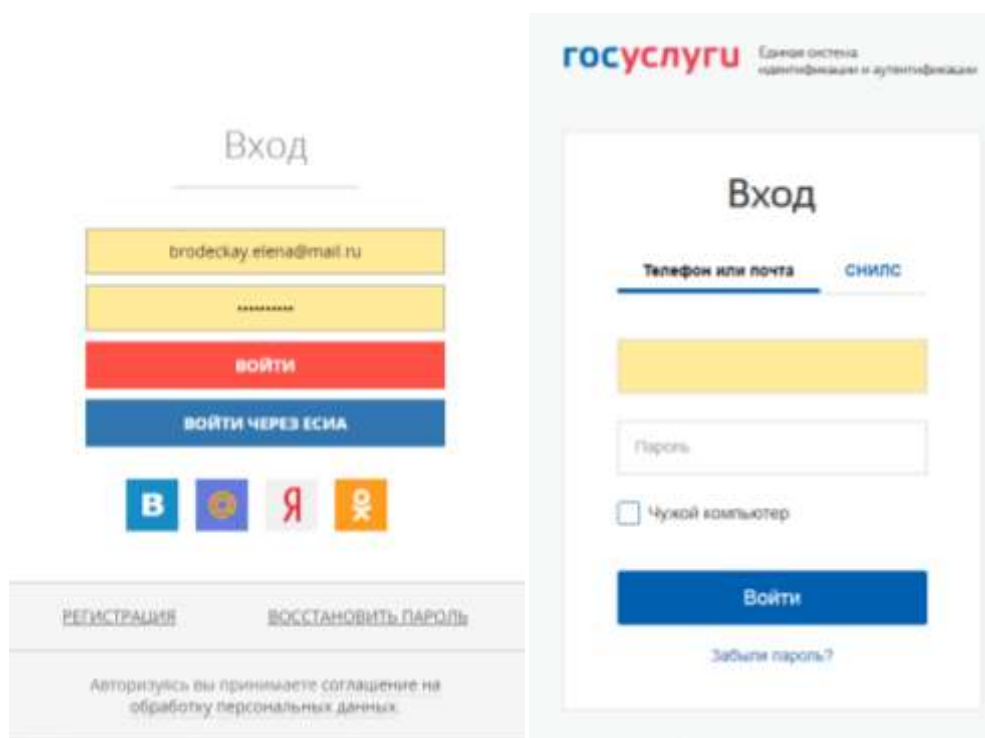 Вход
brodeckay.elena@mail.ru
••••••••••
ВОЙТИ
ВОЙТИ ЧЕРЕЗ ЕСИА
В
Я
РЕГИСТРАЦИЯ
ВОССТАНОВИТЬ ПАРОЛЬ
Авторизуясь вы принимаете соглашение на
обработку персональных данных.
госуслуги
Единая система
идентификации и аутентификации
Вход
Телефон или почта
СНИЛС
Пароль
Чужой компьютер
Войти
Забыли пароль?